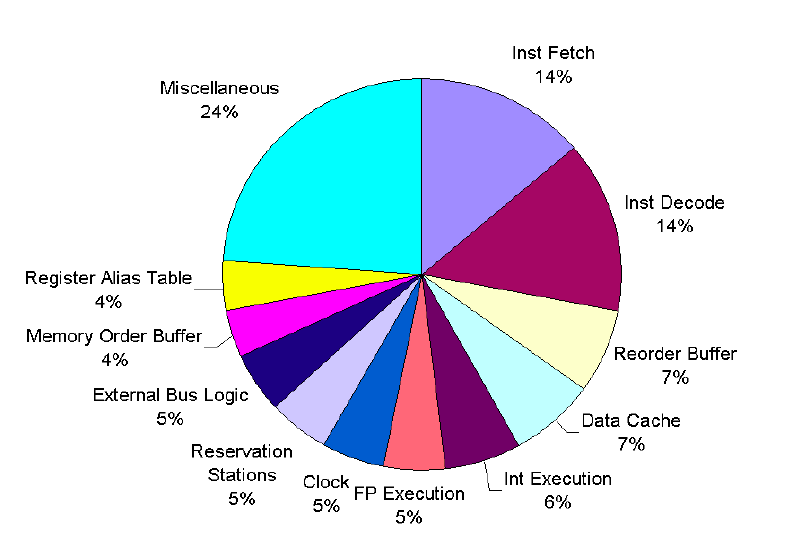 Inst Fetch
14%
Inst Decode
14%
Reorder Buffer
7%
Data Cache
7%
Int Execution
6%
FP Execution
5%
Clock
5%
Reservation
Stations
5%
External Bus Logic
5%
Memory Order Buffer
4%
Register Alias Table
4%
Miscellaneous
24%